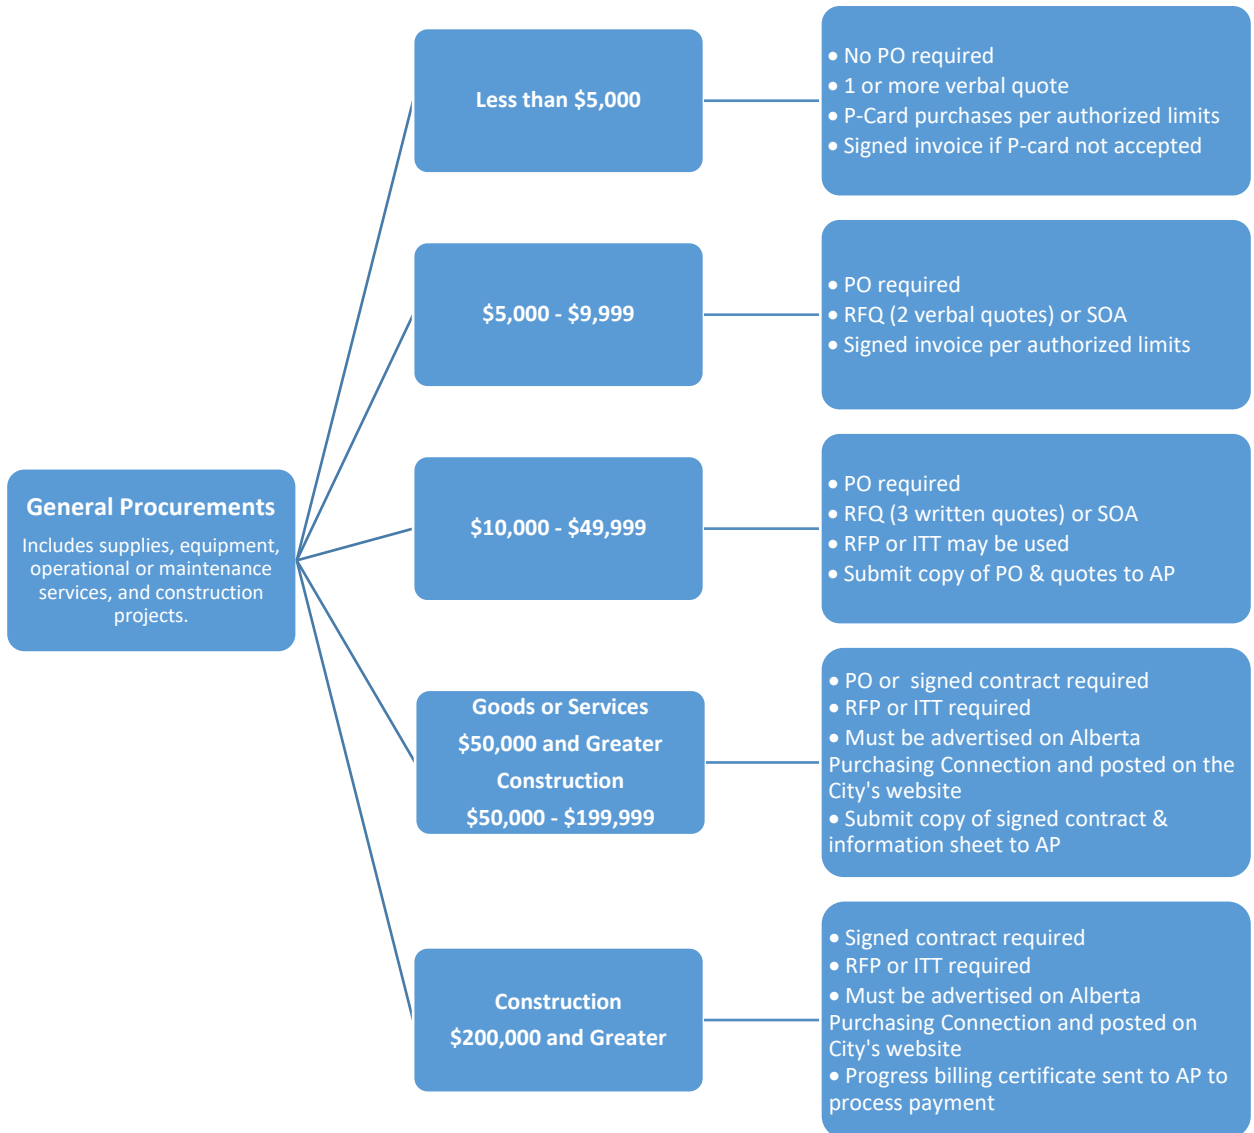 General Procurements
Includes supplies, equipment,
operational or maintenance
services, and construction
projects.
Less than $5,000
• No PO required
• 1 or more verbal quote
• P-Card purchases per authorized limits
• Signed invoice if P-card not accepted
$5,000 - $9,999
• PO required
• RFQ (2 verbal quotes) or SOA
• Signed invoice per authorized limits
$10,000 - $49,999
• PO required
• RFQ (3 written quotes) or SOA
• RFP or ITT may be used
• Submit copy of PO & quotes to AP
Goods or Services
$50,000 and Greater
Construction
$50,000 - $199,999
• PO or  signed contract required
• RFP or ITT required
• Must be advertised on Alberta
Purchasing Connection and posted on the
City's website
• Submit copy of signed contract &
information sheet to AP
Construction
$200,000 and Greater
• Signed contract required
• RFP or ITT required
• Must be advertised on Alberta
Purchasing Connection and posted on
City's website
• Progress billing certificate sent to AP to
process payment